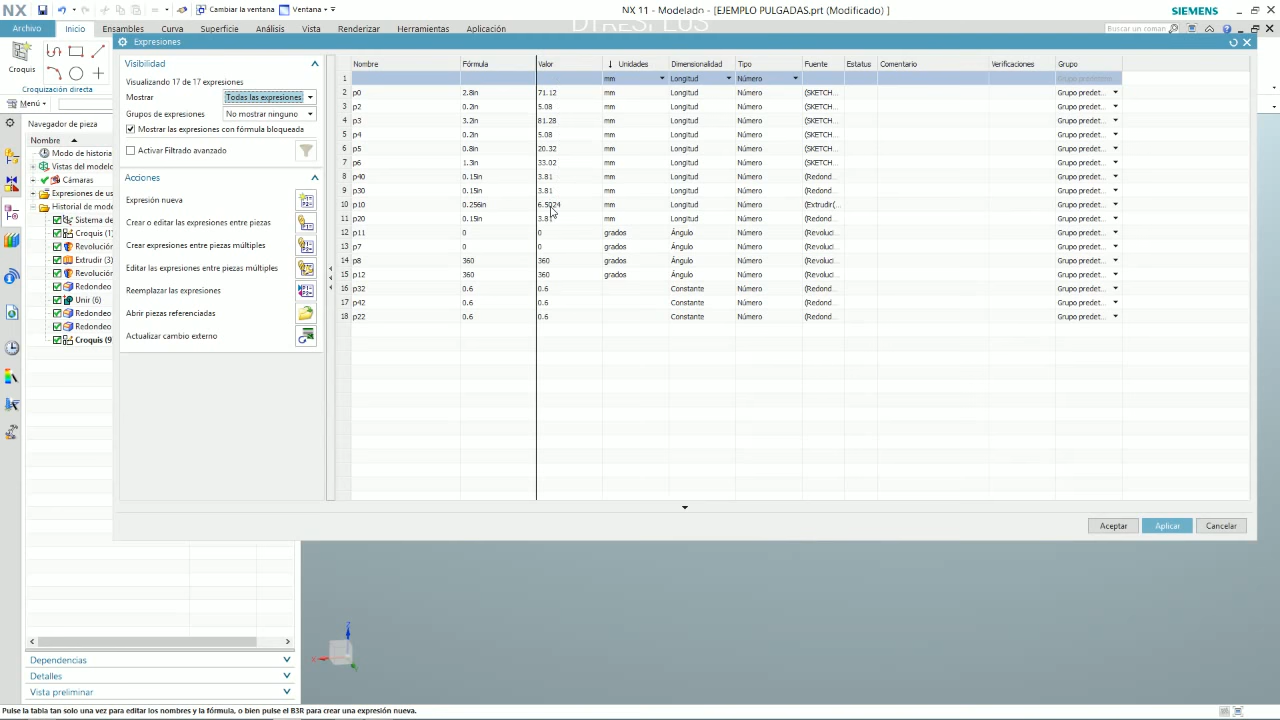 NX
Cambiar la ventana
Ventana
NX 11 - Modeladn - [EJEMPLO PULGADAS.prt (Modificado) ]
SIEMENS
DTRESPLUS
Archivo Inicio Ensambles Curva Superficie Análisis Vista Renderizar Herramientas Aplicación Buscar un coman
Croquis
Croquización directa
Menú
Navegador de pieza
Nombre
Modo de historia
Vistas del modelo
Cámaras
Expresiones de us
Historial de model
Sistema de
Croquis (1)
Revolución
Extrudir (3)
Revolución
Redondeo
Unir (6)
Redondeo
Redondeo
Croquis (9
Dependencias
Detalles
Vista preliminar
Expresiones
Visibilidad
Visualizando 17 de 17 expresiones
Mostrar Todas las expresiones
Grupos de expresiones No mostrar ninguno
Mostrar las expresiones con fórmula bloqueada
Activar Filtrado avanzado
Acciones
Expresión nueva
Crear o editar las expresiones entre piezas
Crear expresiones entre piezas múltiples
Editar las expresiones entre piezas múltiples
Reemplazar las expresiones
Abrir piezas referenciadas
Actualizar cambio externo
Nombre Fórmula Valor Unidades Dimensionalidad Tipo Fuente Estatus Comentario Verificaciones Grupo
1 mm Longitud Número
2 p0 2.8in 71.12 mm Longitud Número (SKETCH... Grupo predet...
3 p2 0.2in 5.08 mm Longitud Número (SKETCH... Grupo predet...
4 p3 3.2in 81.28 mm Longitud Número (SKETCH... Grupo predet...
5 p4 0.2in 5.08 mm Longitud Número (SKETCH... Grupo predet...
6 p5 0.8in 20.32 mm Longitud Número (SKETCH... Grupo predet...
7 p6 1.3in 33.02 mm Longitud Número (SKETCH... Grupo predet...
8 p40 0.15in 3.81 mm Longitud Número (Redond... Grupo predet...
9 p30 0.15in 3.81 mm Longitud Número (Redond... Grupo predet...
10 p10 0.256in 6.5024 mm Longitud Número (Extrudir(... Grupo predet...
11 p20 0.15in 3.81 mm Longitud Número (Redond... Grupo predet...
12 p11 0 0 grados Ángulo Número (Revoluci... Grupo predet...
13 p7 0 0 grados Ángulo Número (Revoluci... Grupo predet...
14 p8 360 360 grados Ángulo Número (Revoluci... Grupo predet...
15 p12 360 360 grados Ángulo Número (Revoluci... Grupo predet...
16 p32 0.6 0.6 Constante Número (Redond... Grupo predet...
17 p42 0.6 0.6 Constante Número (Redond... Grupo predet...
18 p22 0.6 0.6 Constante Número (Redond... Grupo predet...
Aceptar Aplicar Cancelar
Pulse la tabla tan solo una vez para editar los nombres y la fórmula, o bien pulse el B3R para crear una expresión nueva.